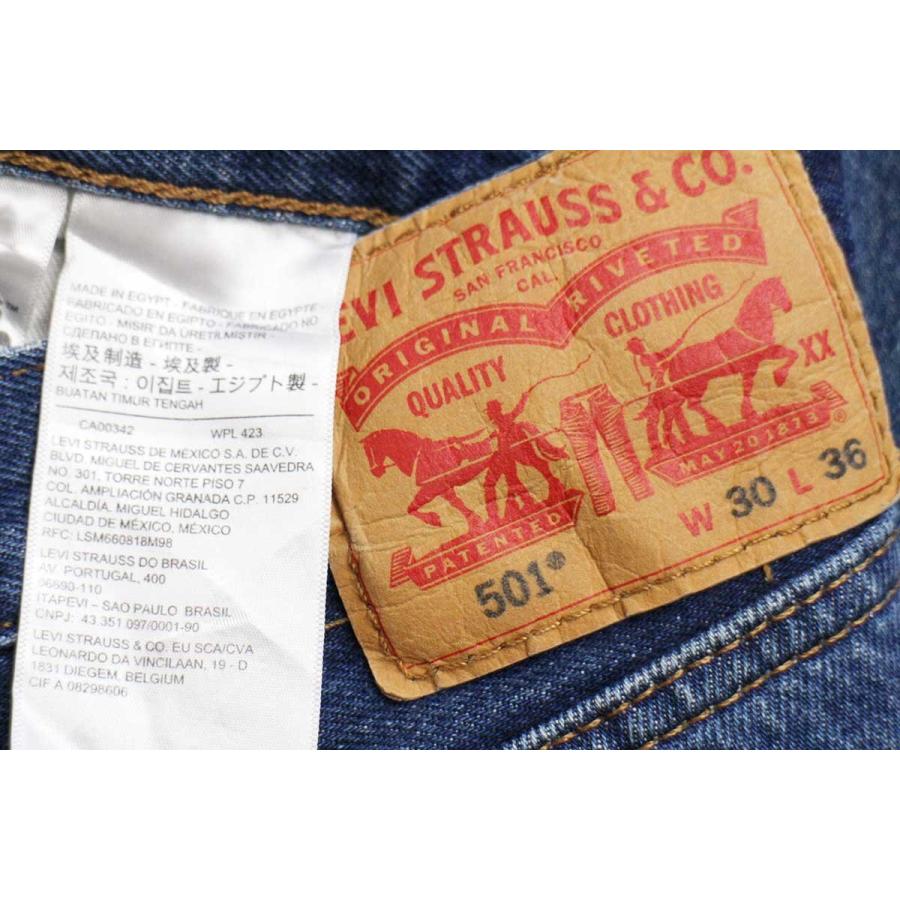 MADE IN EGYPT - FABRIQUE EN EGYPTE
FABRICADO EN EGIPTO - FABRICADO NO
EGITO - MISIR' DA ÜRETİLMİSTİR -
СДЕЛАНО В ЕГИПТЕ -
埃及制造 - 埃及製 -
제조국 : 이집트 - エジプト製 -
BUATAN TIMUR TENGAH
CA00342 WPL 423
LEVI STRAUSS DE MÉXICO S.A. DE C.V.
BLVD. MIGUEL DE CERVANTES SAAVEDRA
NO. 301, TORRE NORTE PISO 7
COL. AMPLIACIÓN GRANADA C.P. 11529
ALCALDÍA. MIGUEL HIDALGO
CIUDAD DE MÉXICO, MÉXICO
RFC: LSM660818M98
LEVI STRAUSS DO BRASIL
AV. PORTUGAL, 400
06690-110
ITAPEVI - SAO PAULO BRASIL
CNPJ: 43.351 097/0001-90
LEVI STRAUSS & CO. EU SCA/CVA
LEONARDO DA VINCILAAN, 19 - D
1831 DIEGEM, BELGIUM
CIF A 08298606
LEVI STRAUSS & CO.
SAN FRANCISCO
CAL.
ORIGINAL RIVETED
QUALITY CLOTHING
XX
PATENTED MAY 20 1873 ®
501® W 30 L 36